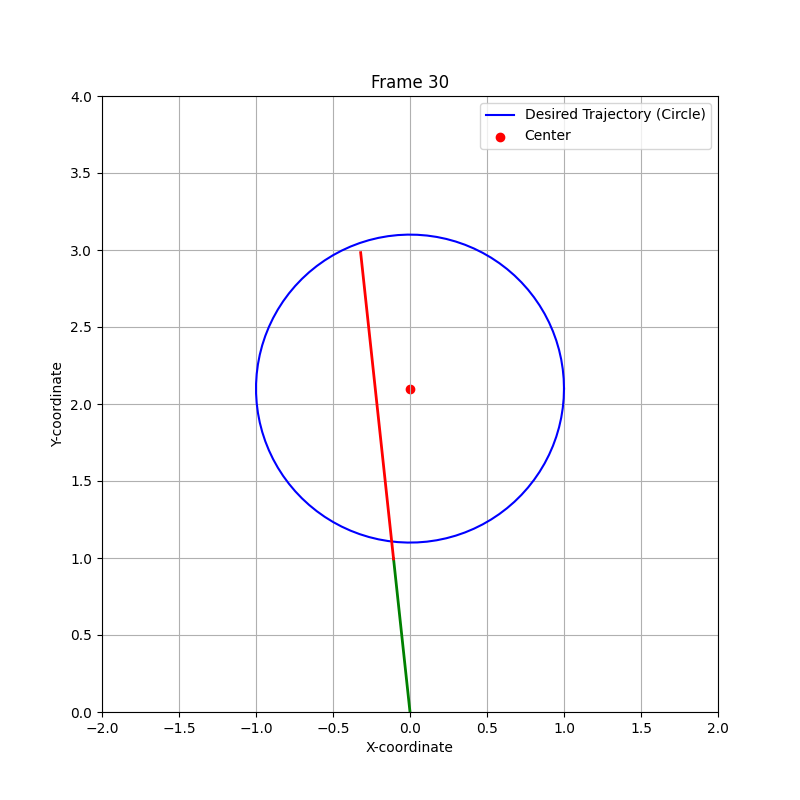 Frame 30
Desired Trajectory (Circle)
Center
4.0
3.5
3.0
2.5
2.0
1.5
1.0
0.5
0.0
Y-coordinate
−2.0 −1.5 −1.0 −0.5 0.0 0.5 1.0 1.5 2.0
X-coordinate